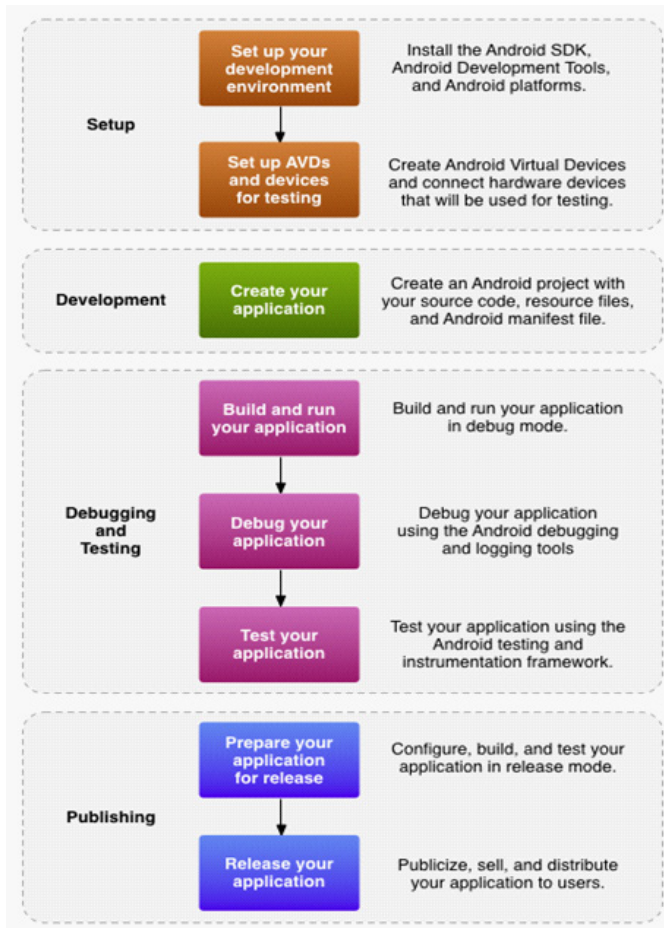 Setup
Set up your
development
environment
Install the Android SDK,
Android Development Tools,
and Android platforms.
Set up AVDs
and devices
for testing
Create Android Virtual Devices
and connect hardware devices
that will be used for testing.
Development
Create your
application
Create an Android project with
your source code, resource files,
and Android manifest file.
Debugging
and
Testing
Build and run
your application
Build and run your application
in debug mode.
Debug your
application
Debug your application
using the Android debugging
and logging tools
Test your
application
Test your application using the
Android testing and
instrumentation framework.
Publishing
Prepare your
application
for release
Configure, build, and test your
application in release mode.
Release your
application
Publicize, sell, and distribute
your application to users.